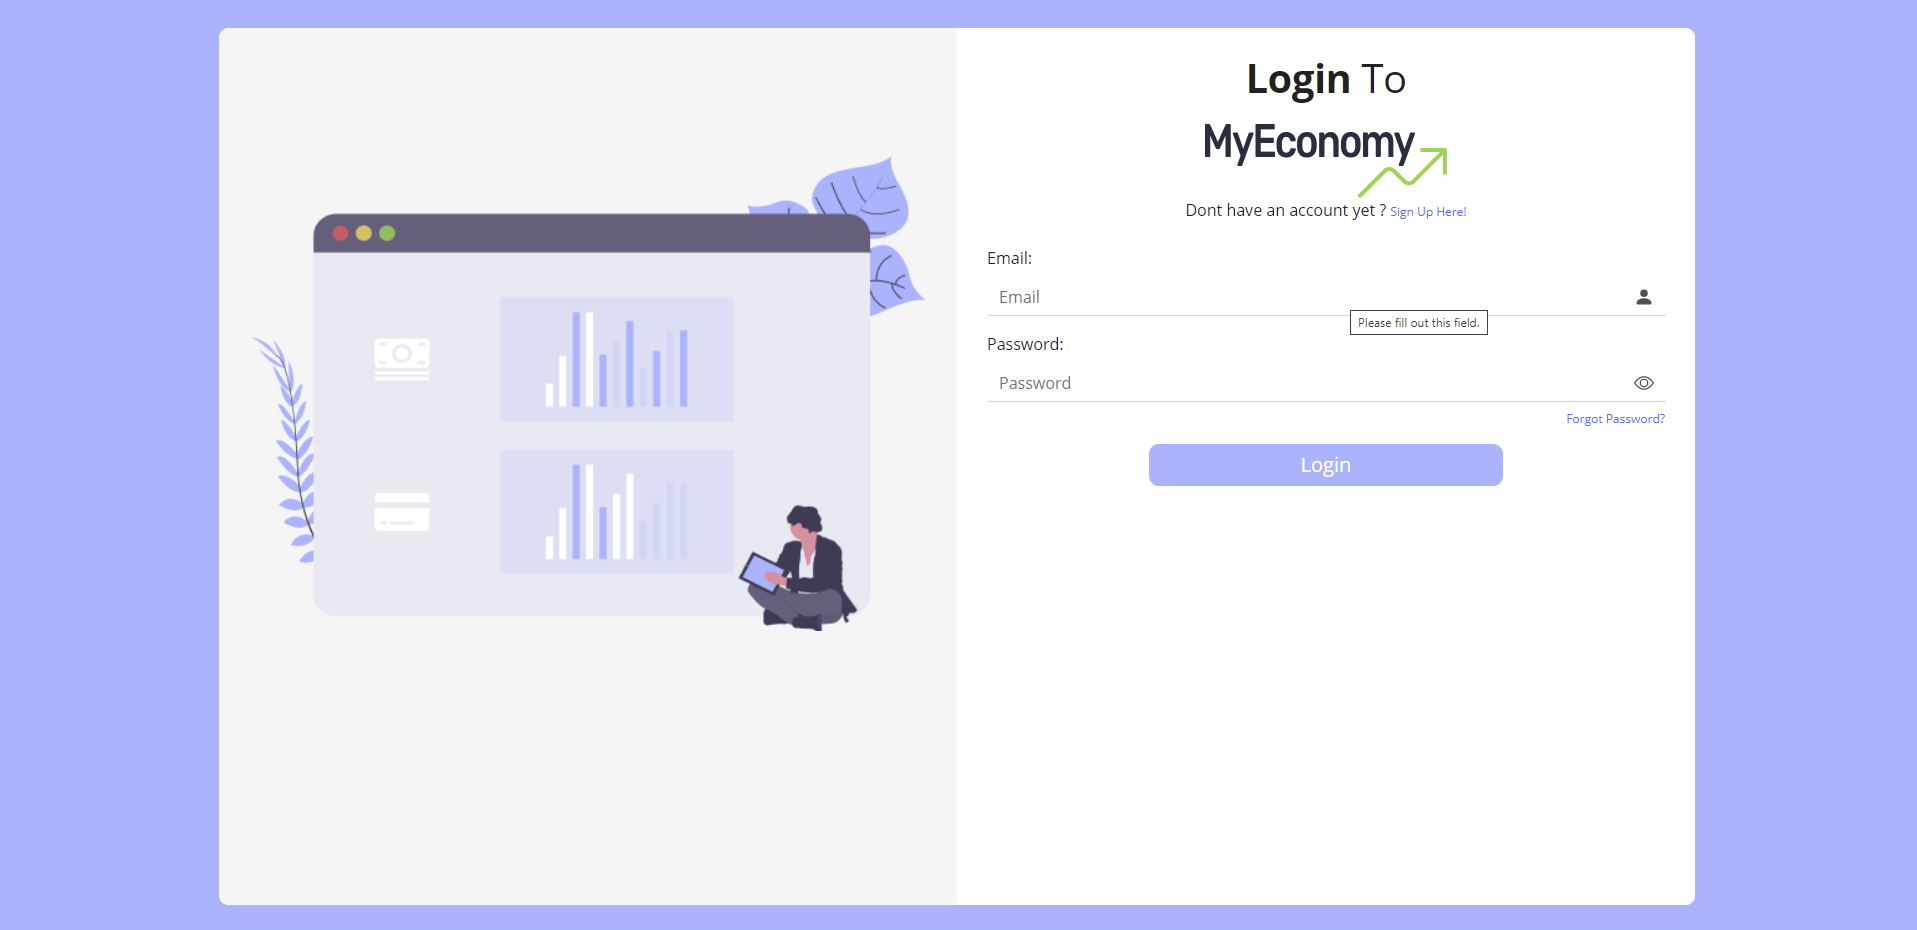 Login To
MyEconomy
Dont have an account yet ? Sign Up Here!
Email:
Email
Please fill out this field.
Password:
Password
Forgot Password?
Login